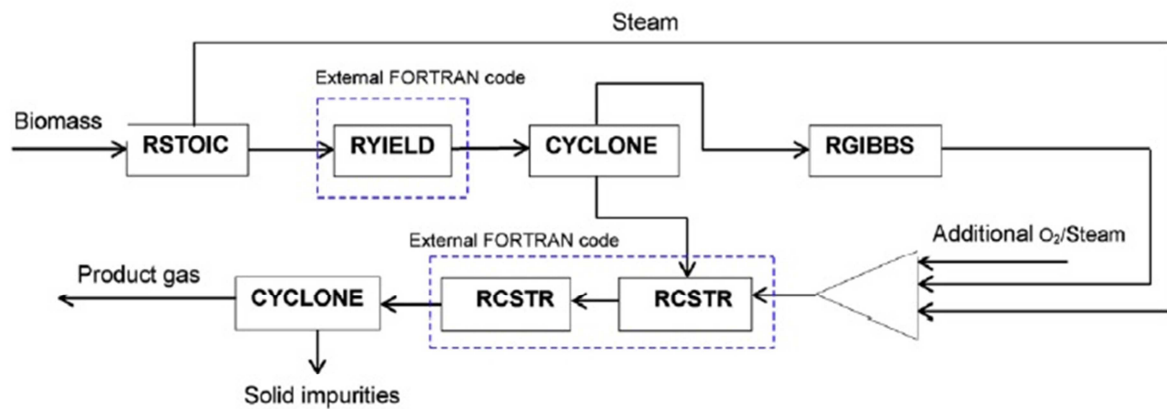 Steam
External FORTRAN code
Biomass
RSTOIC
RYIELD
CYCLONE
RGIBBS
External FORTRAN code
Additional O₂/Steam
Product gas
CYCLONE
RCSTR
RCSTR
Solid impurities